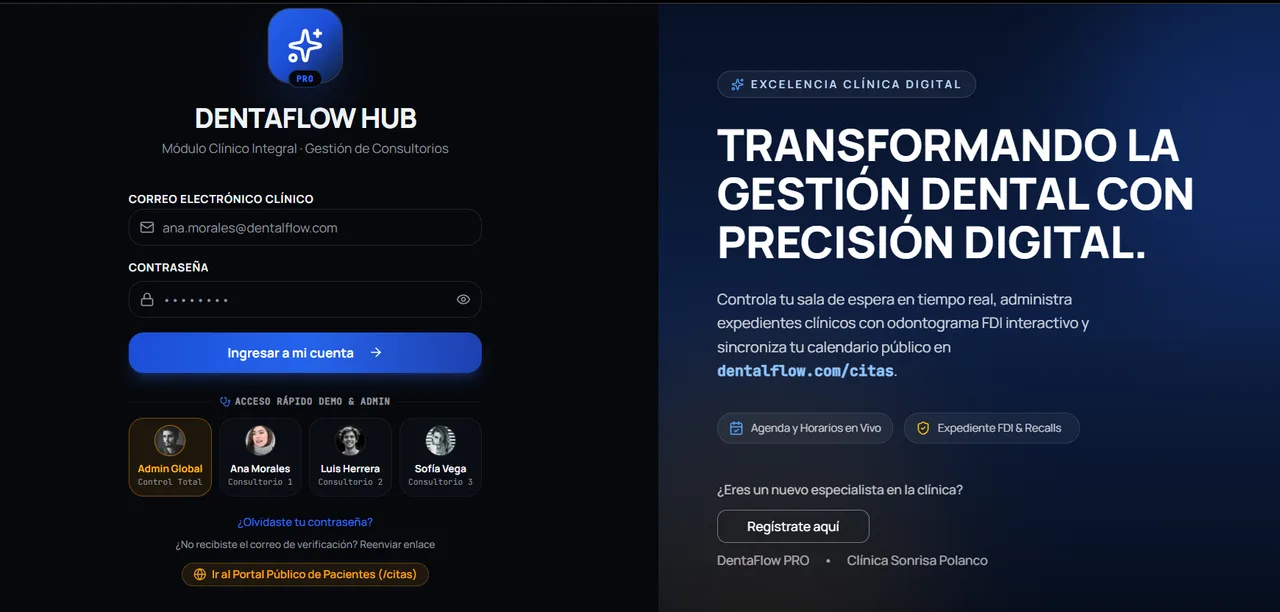 PRO
DENTAFLOW HUB
Módulo Clínico Integral · Gestión de Consultorios
CORREO ELECTRÓNICO CLÍNICO
ana.morales@dentalflow.com
CONTRASEÑA
••••••••
Ingresar a mi cuenta →
ACCESO RÁPIDO DEMO & ADMIN
Admin Global
Control Total
Ana Morales
Consultorio 1
Luis Herrera
Consultorio 2
Sofía Vega
Consultorio 3
¿Olvidaste tu contraseña?
¿No recibiste el correo de verificación? Reenviar enlace
Ir al Portal Público de Pacientes (/citas)
EXCELENCIA CLÍNICA DIGITAL
TRANSFORMANDO LA
GESTIÓN DENTAL CON
PRECISIÓN DIGITAL.
Controla tu sala de espera en tiempo real, administra
expedientes clínicos con odontograma FDI interactivo y
sincroniza tu calendario público en
dentalflow.com/citas.
Agenda y Horarios en Vivo
Expediente FDI & Recalls
¿Eres un nuevo especialista en la clínica?
Regístrate aquí
DentaFlow PRO • Clínica Sonrisa Polanco